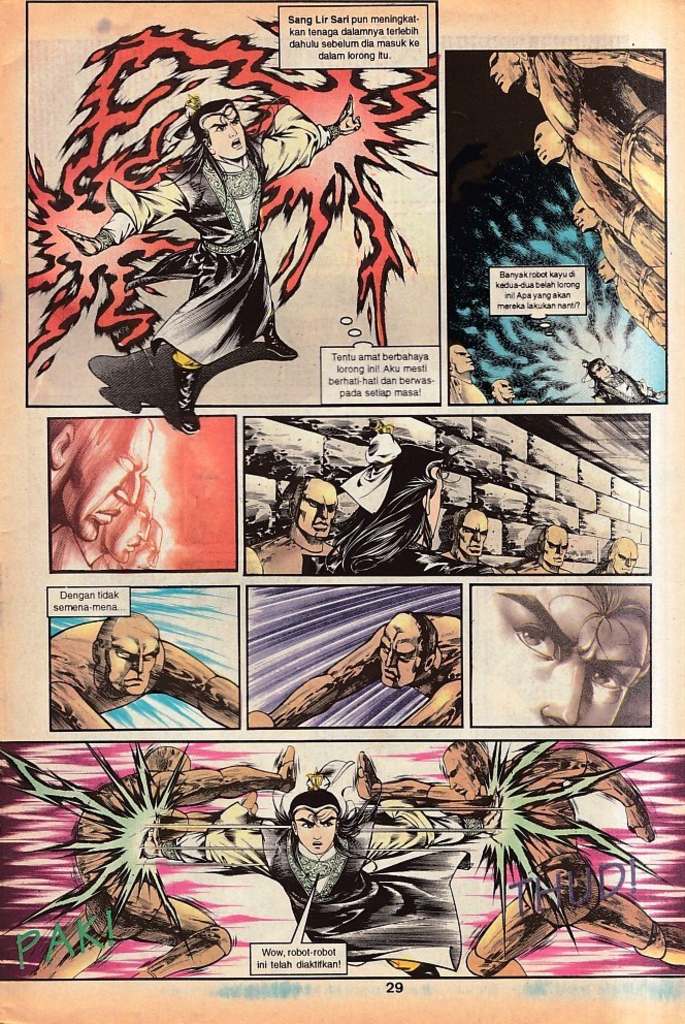 Sang Lir Sari pun meningkat-
kan tenaga dalamnya terlebih
dahulu sebelum dia masuk ke
dalam lorong itu.
Tentu amat berbahaya
lorong ini! Aku mesti
berhati-hati dan berwas-
pada setiap masa!
Banyak robot kayu di
kedua-dua belah lorong
ini! Apa yang akan
mereka lakukan nanti?
Dengan tidak
semena-mena...
PAK!
THUD!
Wow, robot-robot
ini telah diaktifkan!
29